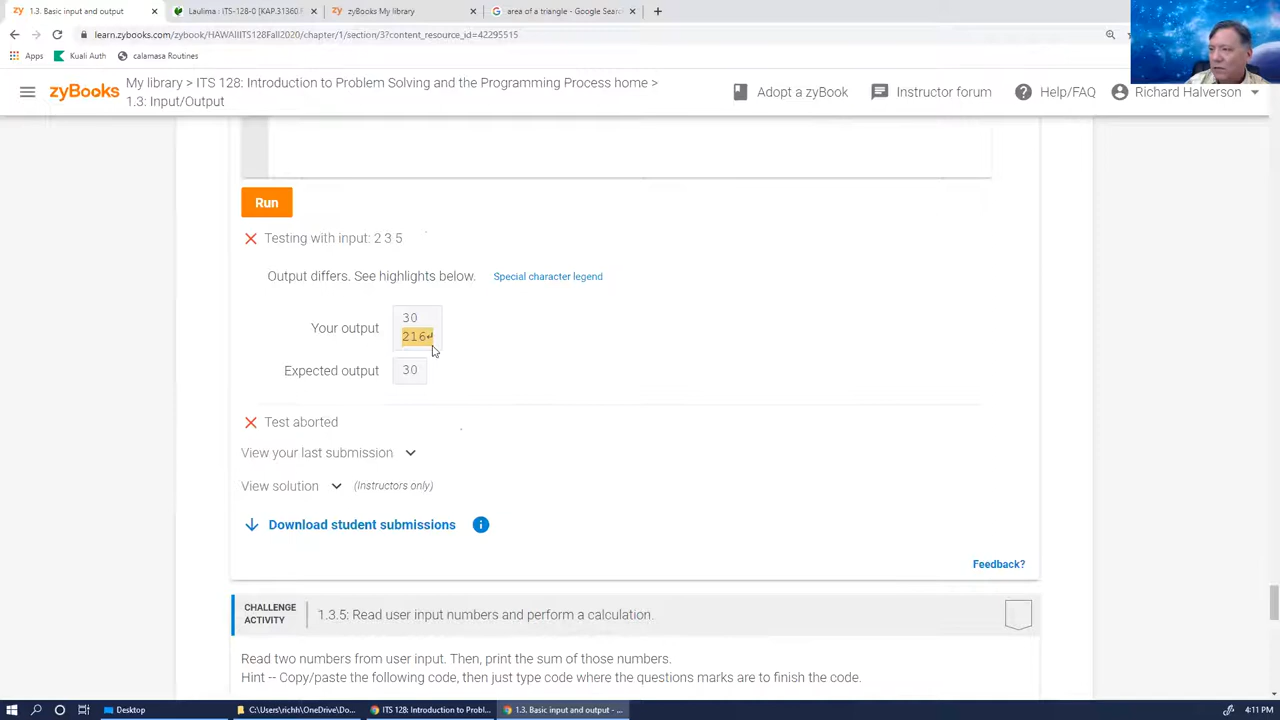 1.3. Basic input and output
Laulima : ITS-128-0 [KAP.31360.F
zyBooks My library
area of a triangle - Google Search
learn.zybooks.com/zybook/HAWAIIITS128Fall2020/chapter/1/section/3?content_resource_id=42295515
Apps
Kuali Auth
calamasa Routines
zyBooks
My library > ITS 128: Introduction to Problem Solving and the Programming Process home >
1.3: Input/Output
Adopt a zyBook
Instructor forum
Help/FAQ
Richard Halverson
Run
Testing with input: 2 3 5
Output differs. See highlights below.
Special character legend
Your output
30
216↵
Expected output
30
Test aborted
View your last submission
View solution
(Instructors only)
Download student submissions
Feedback?
CHALLENGE
ACTIVITY
1.3.5: Read user input numbers and perform a calculation.
Read two numbers from user input. Then, print the sum of those numbers.
Hint -- Copy/paste the following code, then just type code where the questions marks are to finish the code.
Desktop
C:\Users\richh\OneDrive\Do...
ITS 128: Introduction to Probl...
1.3. Basic input and output - ...
4:11 PM